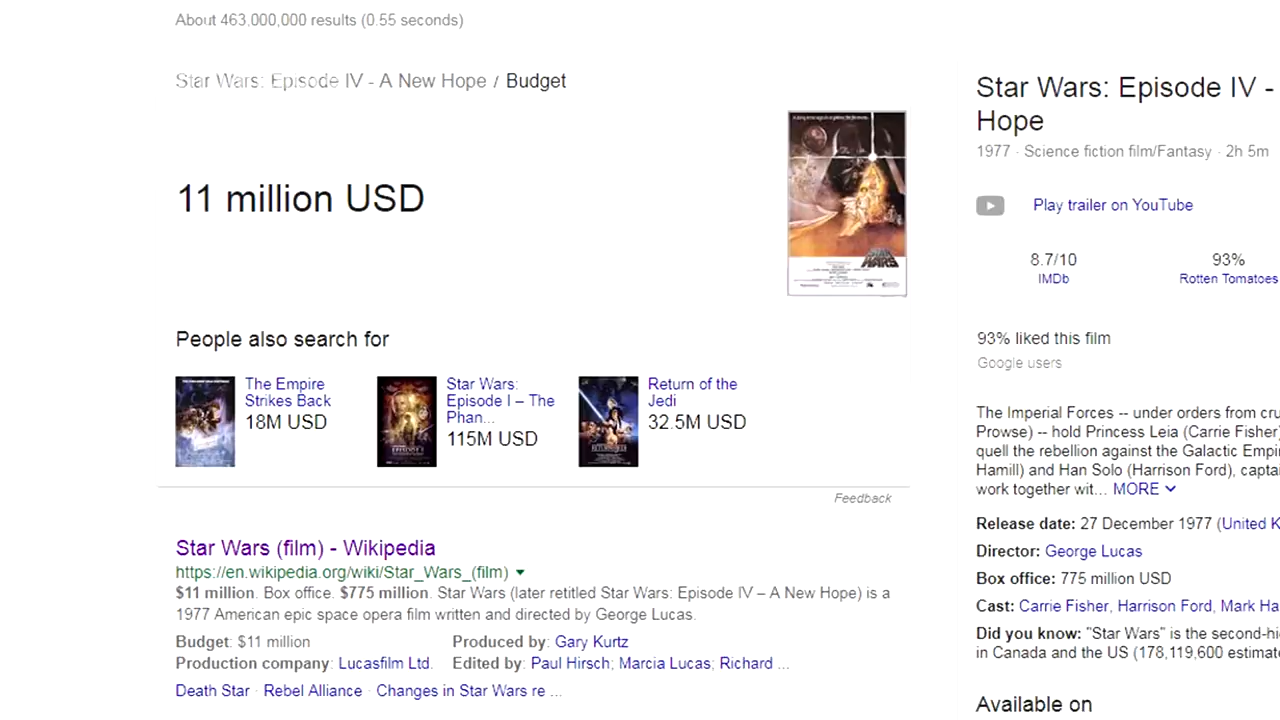 About 463,000,000 results (0.55 seconds)
Star Wars: Episode IV - A New Hope / Budget
11 million USD
People also search for
The Empire
Strikes Back
18M USD
Star Wars:
Episode I – The
Phan...
115M USD
Return of the
Jedi
32.5M USD
Feedback
Star Wars (film) - Wikipedia
https://en.wikipedia.org/wiki/Star_Wars_(film)
$11 million. Box office. $775 million. Star Wars (later retitled Star Wars: Episode IV – A New Hope) is a
1977 American epic space opera film written and directed by George Lucas.
Budget: $11 million Produced by: Gary Kurtz
Production company: Lucasfilm Ltd. Edited by: Paul Hirsch; Marcia Lucas; Richard ...
Death Star · Rebel Alliance · Changes in Star Wars re ...
Star Wars: Episode IV -
Hope
1977 · Science fiction film/Fantasy · 2h 5m
Play trailer on YouTube
8.7/10 93%
IMDb Rotten Tomatoes
93% liked this film
Google users
The Imperial Forces -- under orders from cru
Prowse) -- hold Princess Leia (Carrie Fisher)
quell the rebellion against the Galactic Empi
Hamill) and Han Solo (Harrison Ford), captai
work together wit... MORE
Release date: 27 December 1977 (United K
Director: George Lucas
Box office: 775 million USD
Cast: Carrie Fisher, Harrison Ford, Mark Ha
Did you know: "Star Wars" is the second-hi
in Canada and the US (178,119,600 estimate
Available on
STAR
WARS